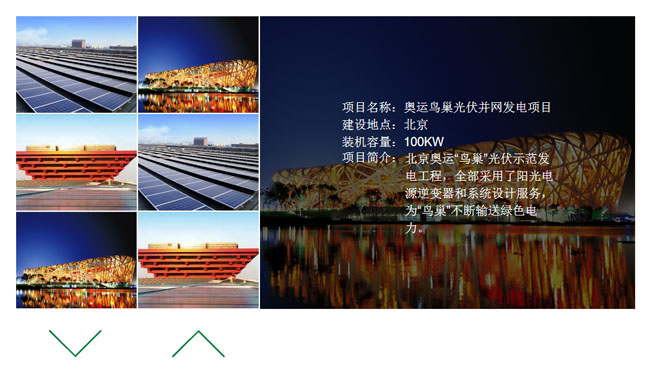 项目名称：奥运鸟巢光伏并网发电项目
建设地点：北京
装机容量：100KW
项目简介：北京奥运“鸟巢”光伏示范发
电工程，全部采用了阳光电
源逆变器和系统设计服务，
为“鸟巢”不断输送绿色电
力。